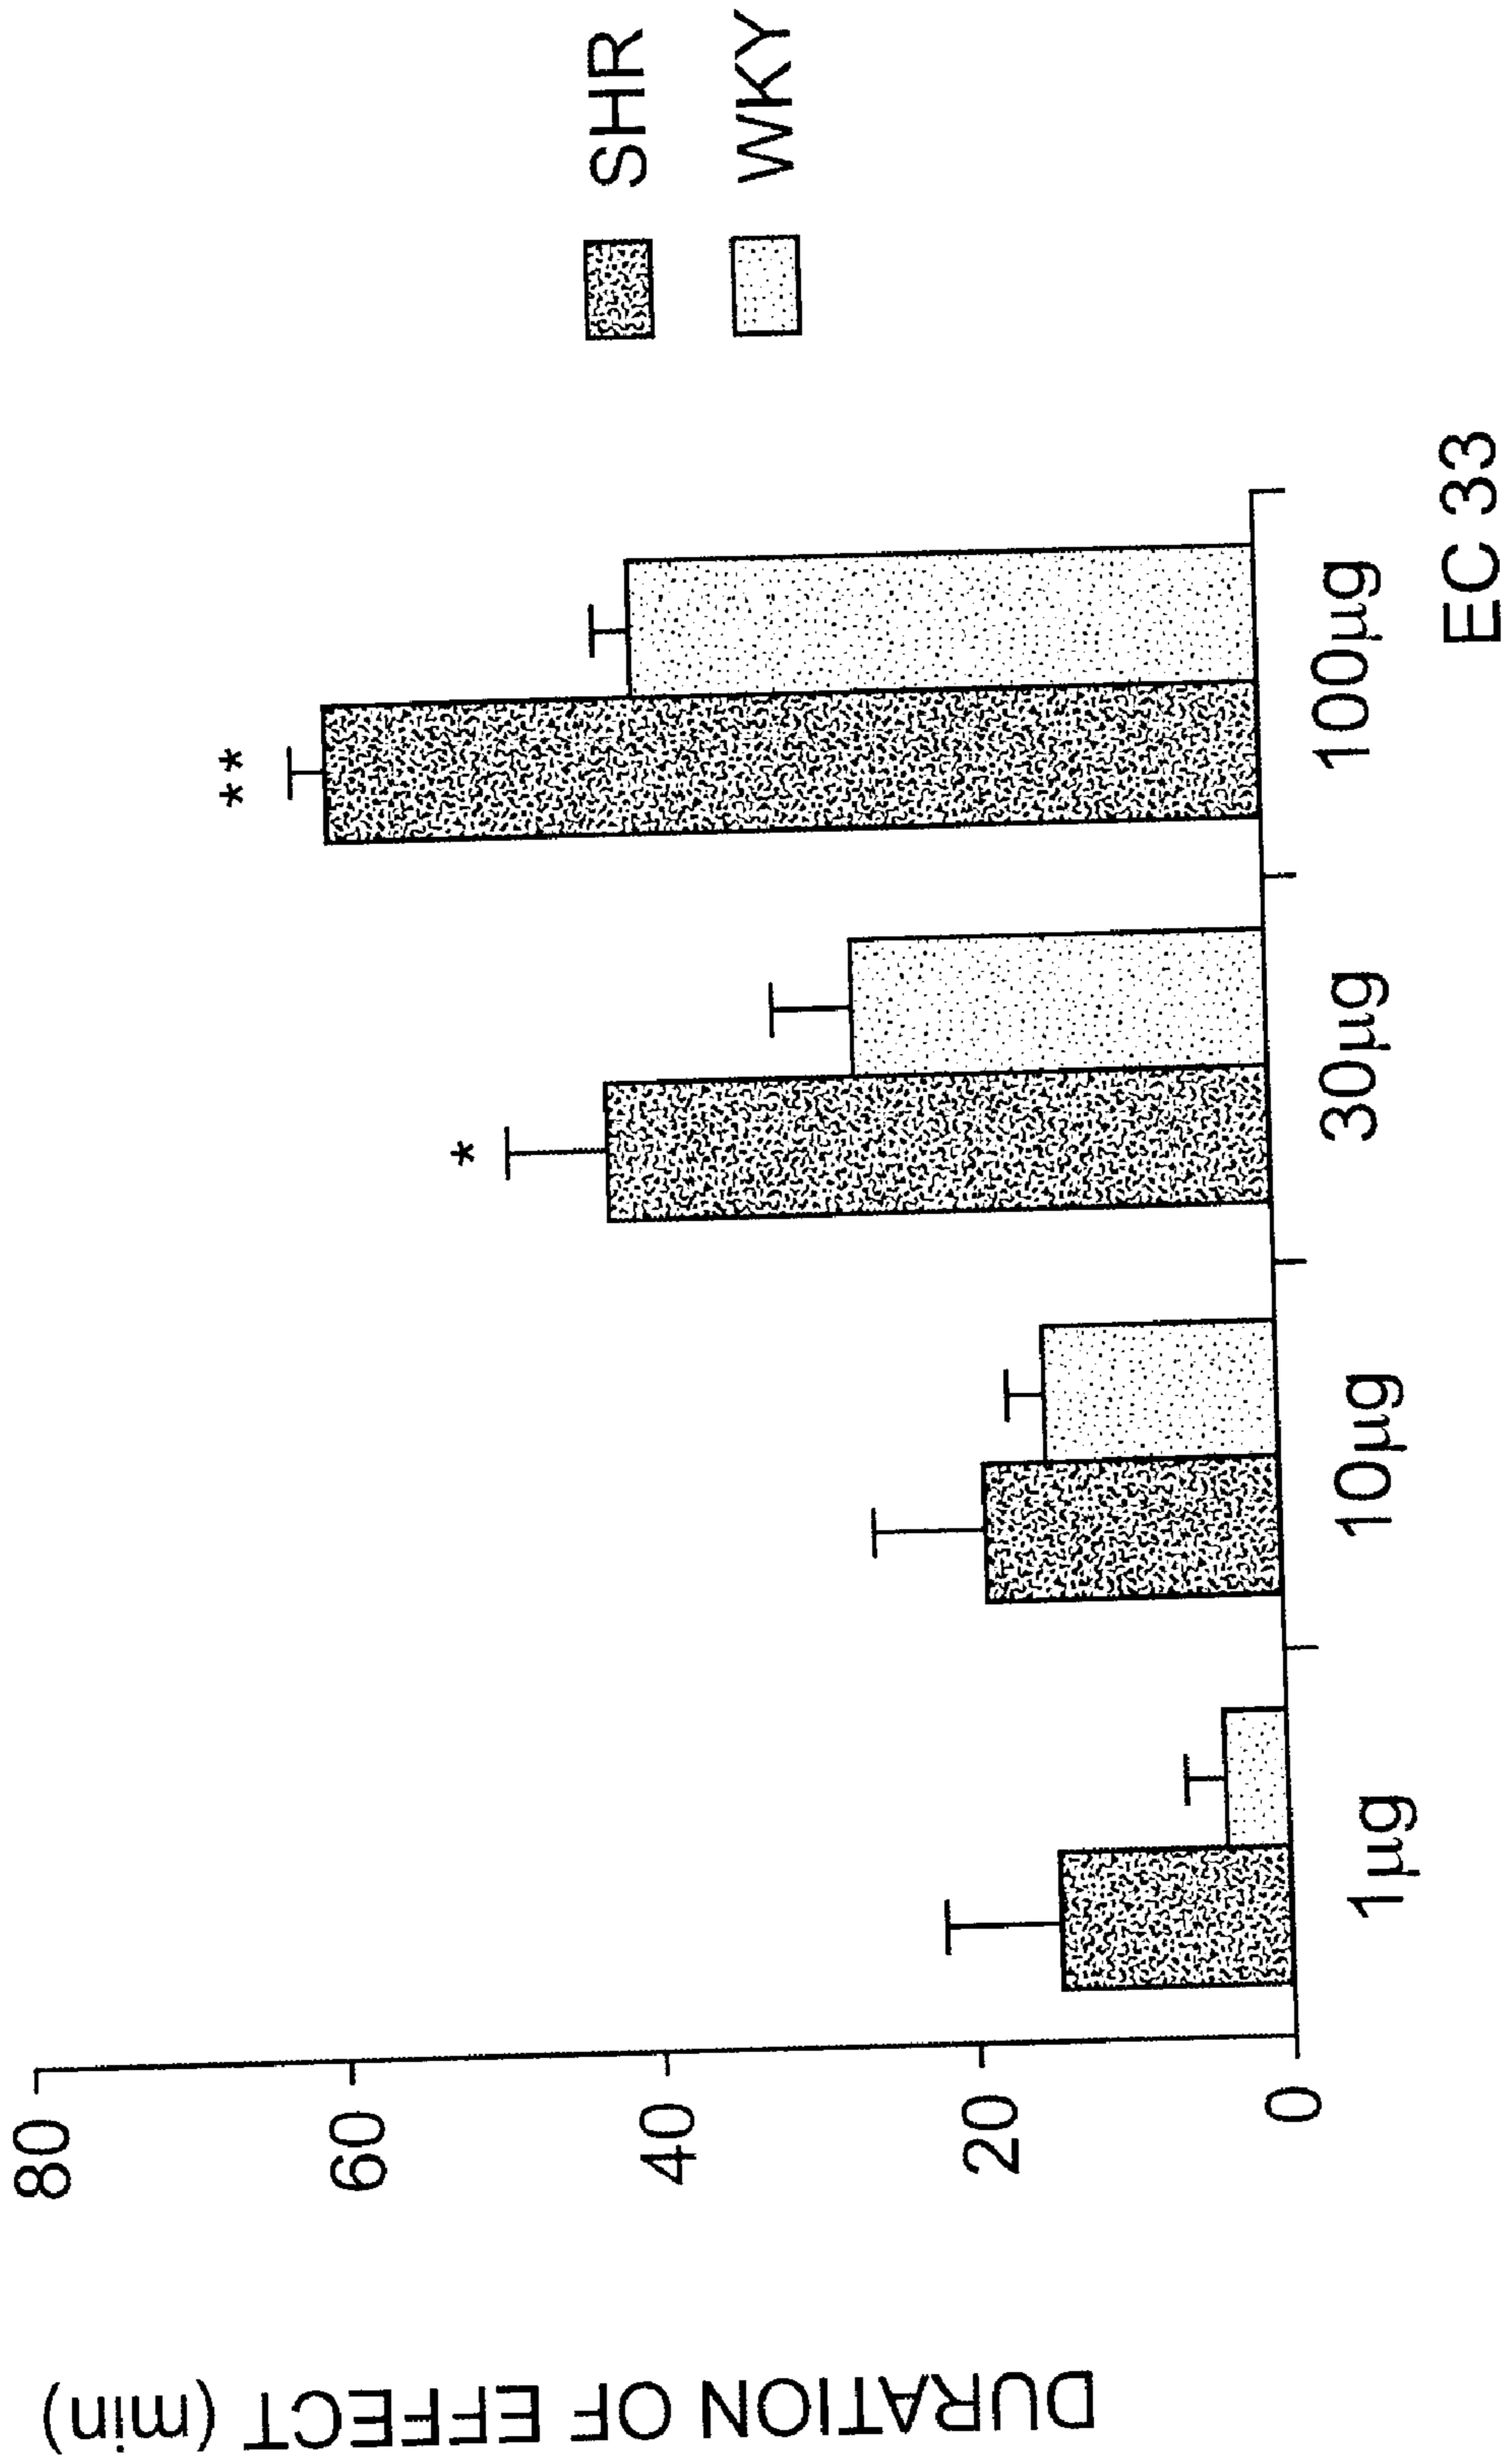 DURATION OF EFFECT (min)
80
60
40
20
0
*
**
1µg
10µg
30µg
100µg
EC 33
SHR
WKY